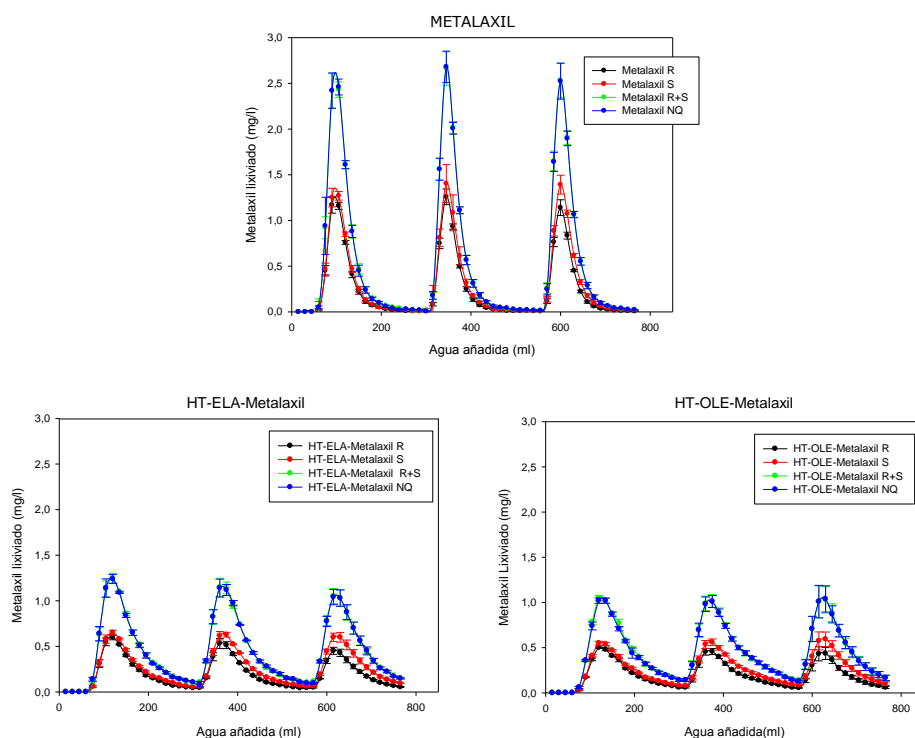 METALAXIL
3,0
2,5
2,0
1,5
1,0
0,5
0,0
Metalaxil lixiviado (mg/l)
0
200
400
600
800
Agua añadida (ml)
Metalaxil R
Metalaxil S
Metalaxil R+S
Metalaxil NQ
HT-ELA-Metalaxil
3,0
2,5
2,0
1,5
1,0
0,5
0,0
Metalaxil lixiviado (mg/l)
0
200
400
600
800
Agua añadida (ml)
HT-ELA-Metalaxil R
HT-ELA-Metalaxil S
HT-ELA-Metalaxil R+S
HT-ELA-Metalaxil NQ
HT-OLE-Metalaxil
3,0
2,5
2,0
1,5
1,0
0,5
0,0
Metalaxil Lixiviado (mg/l)
0
200
400
600
800
Agua añadida(ml)
HT-OLE-Metalaxil R
HT-OLE-Metalaxil S
HT-OLE-Metalaxil R+S
HT-OLE-Metalaxil NQ